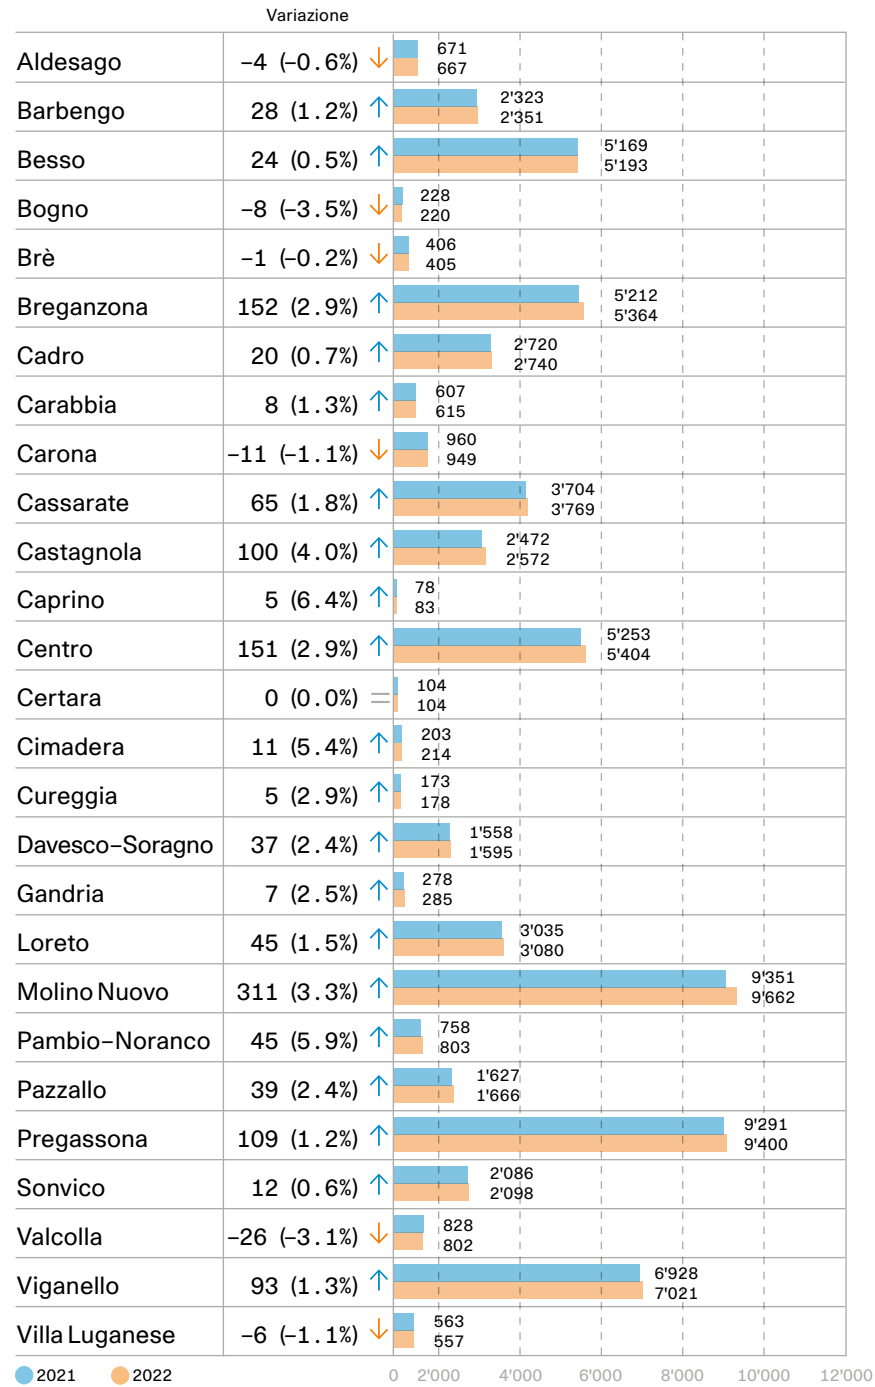 Variazione
Aldesago −4 (−0.6%) 671
667
Barbengo 28 (1.2%) 2'323
2'351
Besso 24 (0.5%) 5'169
5'193
Bogno −8 (−3.5%) 228
220
Brè −1 (−0.2%) 406
405
Breganzona 152 (2.9%) 5'212
5'364
Cadro 20 (0.7%) 2'720
2'740
Carabbia 8 (1.3%) 607
615
Carona −11 (−1.1%) 960
949
Cassarate 65 (1.8%) 3'704
3'769
Castagnola 100 (4.0%) 2'472
2'572
Caprino 5 (6.4%) 78
83
Centro 151 (2.9%) 5'253
5'404
Certara 0 (0.0%) = 104
104
Cimadera 11 (5.4%) 203
214
Cureggia 5 (2.9%) 173
178
Davesco–Soragno 37 (2.4%) 1'558
1'595
Gandria 7 (2.5%) 278
285
Loreto 45 (1.5%) 3'035
3'080
Molino Nuovo 311 (3.3%) 9'351
9'662
Pambio–Noranco 45 (5.9%) 758
803
Pazzallo 39 (2.4%) 1'627
1'666
Pregassona 109 (1.2%) 9'291
9'400
Sonvico 12 (0.6%) 2'086
2'098
Valcolla −26 (−3.1%) 828
802
Viganello 93 (1.3%) 6'928
7'021
Villa Luganese −6 (−1.1%) 563
557
2021 2022 0 2'000 4'000 6'000 8'000 10'000 12'000